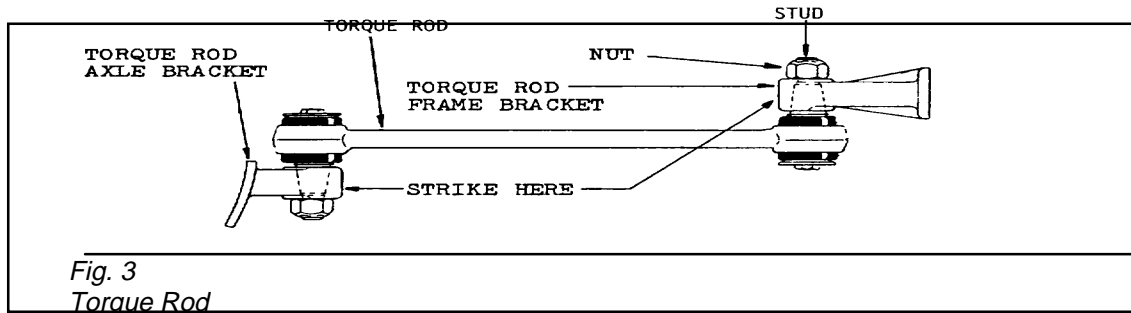 STUD
TORQUE ROD
NUT
TORQUE ROD
AXLE BRACKET
TORQUE ROD
FRAME BRACKET
STRIKE HERE
Fig. 3
Torque Rod